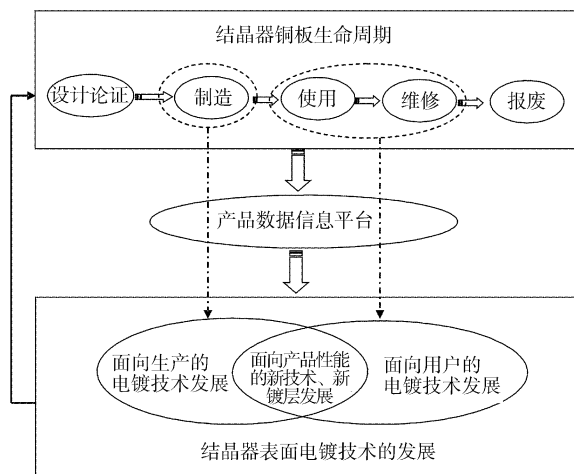 结晶器铜板生命周期
设计论证
制造
使用
维修
报废
产品数据信息平台
面向生产的
电镀技术发展
面向产品性能
的新技术、新
镀层发展
面向用户的
电镀技术发展
结晶器表面电镀技术的发展